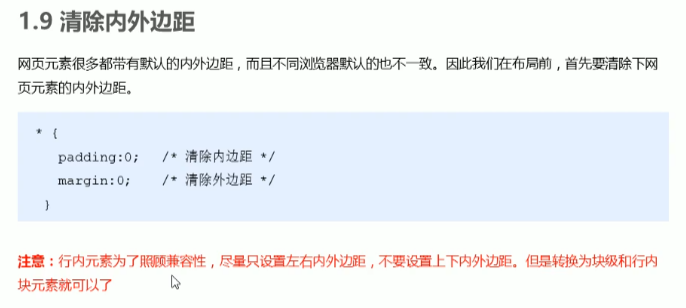 1.9 清除内外边距
网页元素很多都带有默认的内外边距，而且不同浏览器默认的也不一致。因此我们在布局前，首先要清除下网
页元素的内外边距。
* {
padding:0;   /* 清除内边距 */
margin:0;    /* 清除外边距 */
}
注意：行内元素为了照顾兼容性，尽量只设置左右内外边距，不要设置上下内外边距。但是转换为块级和行内
块元素就可以了